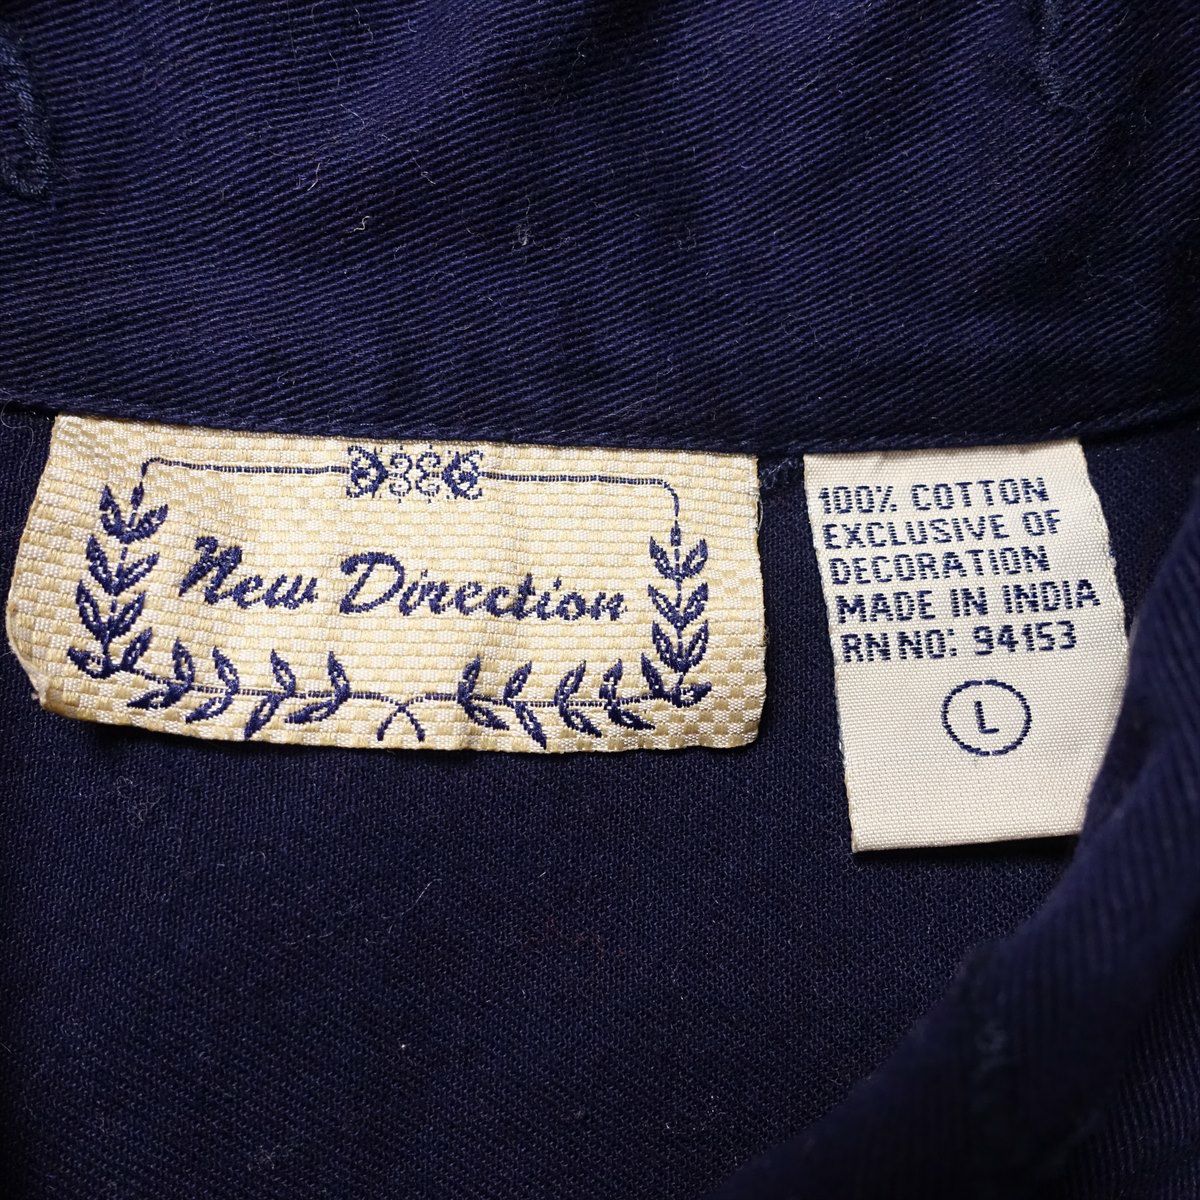 New Direction
100% COTTON
EXCLUSIVE OF
DECORATION
MADE IN INDIA
RN NO: 94153
L